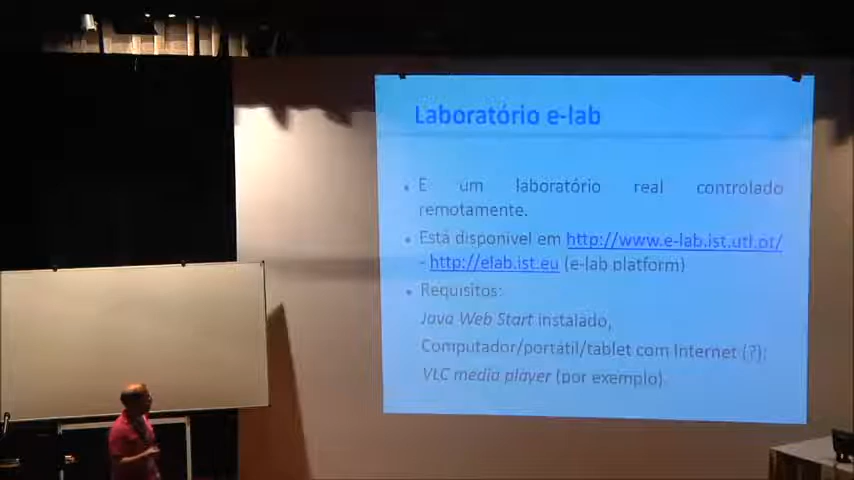 Laboratório e-lab
• É um laboratório real controlado
remotamente.
• Está disponível em http://www.e-lab.ist.utl.pt/
- http://elab.ist.eu (e-lab platform)
• Requisitos:
Java Web Start instalado,
Computador/portátil/tablet com Internet (?);
VLC media player (por exemplo).